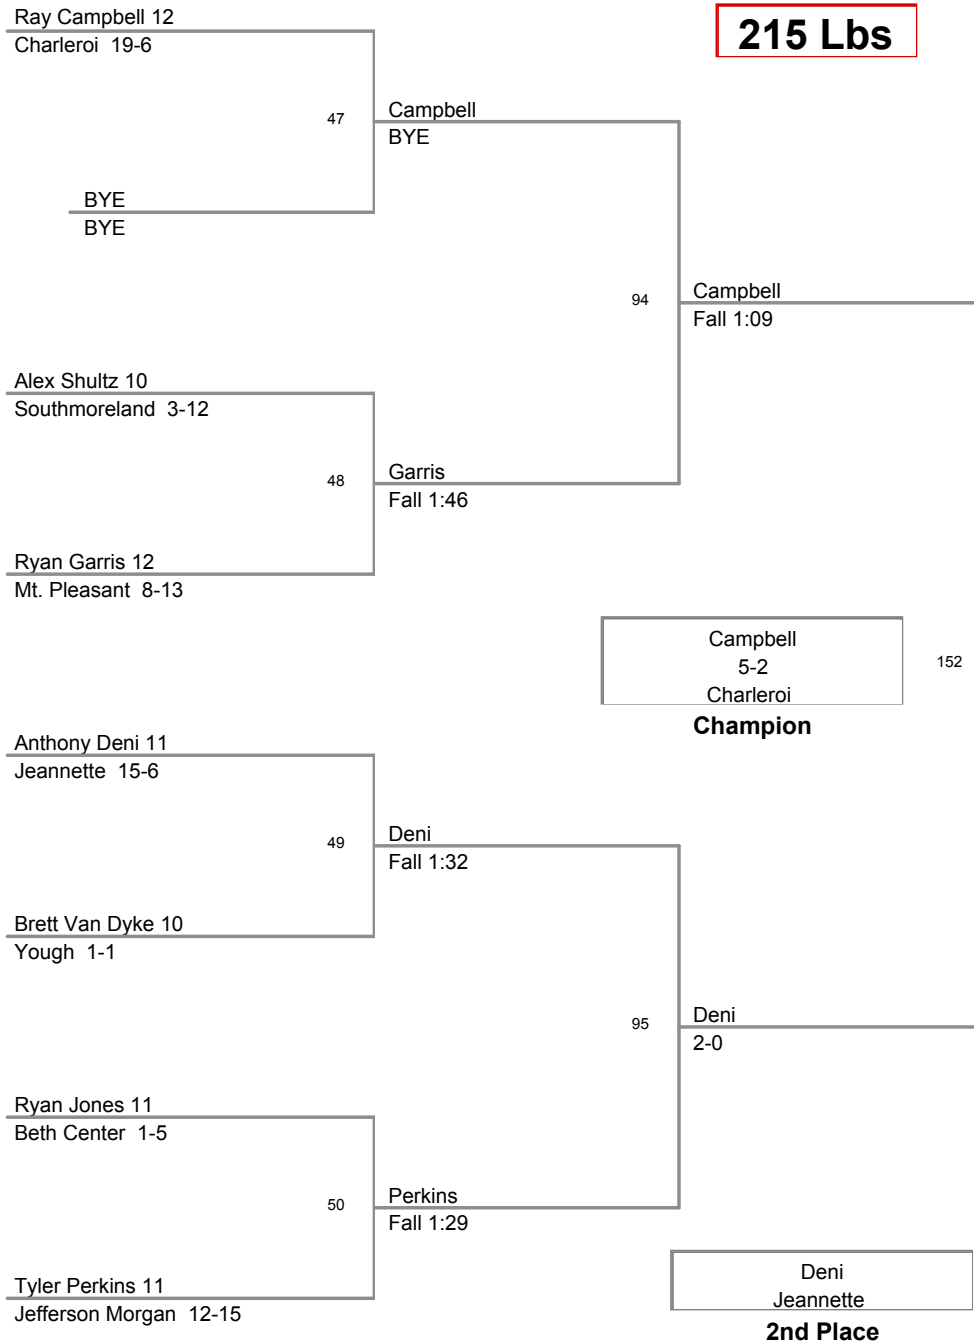 Ray Campbell 12
Charleroi 19-6
215 Lbs
47
Campbell
BYE
BYE
BYE
94
Campbell
Fall 1:09
Alex Shultz 10
Southmoreland 3-12
48
Garris
Fall 1:46
Ryan Garris 12
Mt. Pleasant 8-13
Campbell
5-2
Charleroi
152
Champion
Anthony Deni 11
Jeannette 15-6
49
Deni
Fall 1:32
Brett Van Dyke 10
Yough 1-1
95
Deni
2-0
Ryan Jones 11
Beth Center 1-5
50
Perkins
Fall 1:29
Tyler Perkins 11
Jefferson Morgan 12-15
Deni
Jeannette
2nd Place